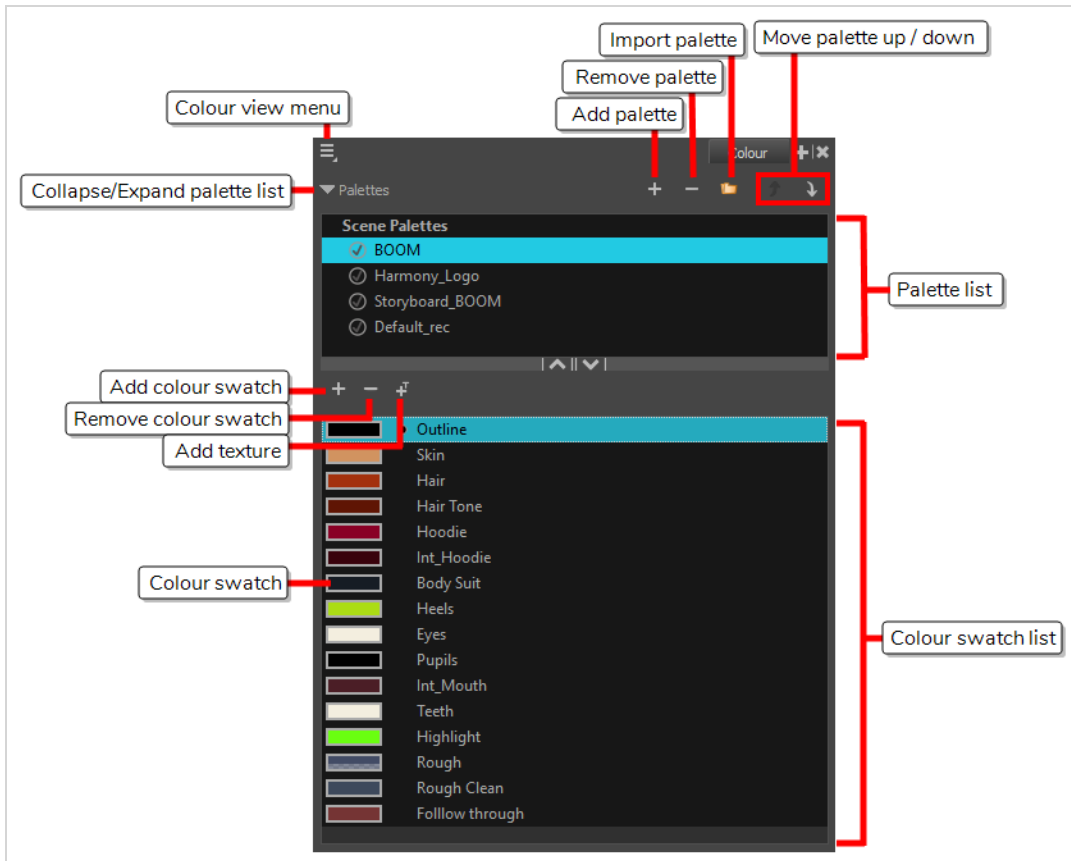 Import palette
Move palette up / down
Remove palette
Add palette
Colour view menu
Colour
Collapse/Expand palette list
Palettes
Scene Palettes
BOOM
Harmony_Logo
Storyboard_BOOM
Default_rec
Palette list
Add colour swatch
Remove colour swatch
Add texture
Outline
Skin
Hair
Hair Tone
Hoodie
Int_Hoodie
Colour swatch
Body Suit
Heels
Eyes
Pupils
Colour swatch list
Int_Mouth
Teeth
Highlight
Rough
Rough Clean
Folllow through